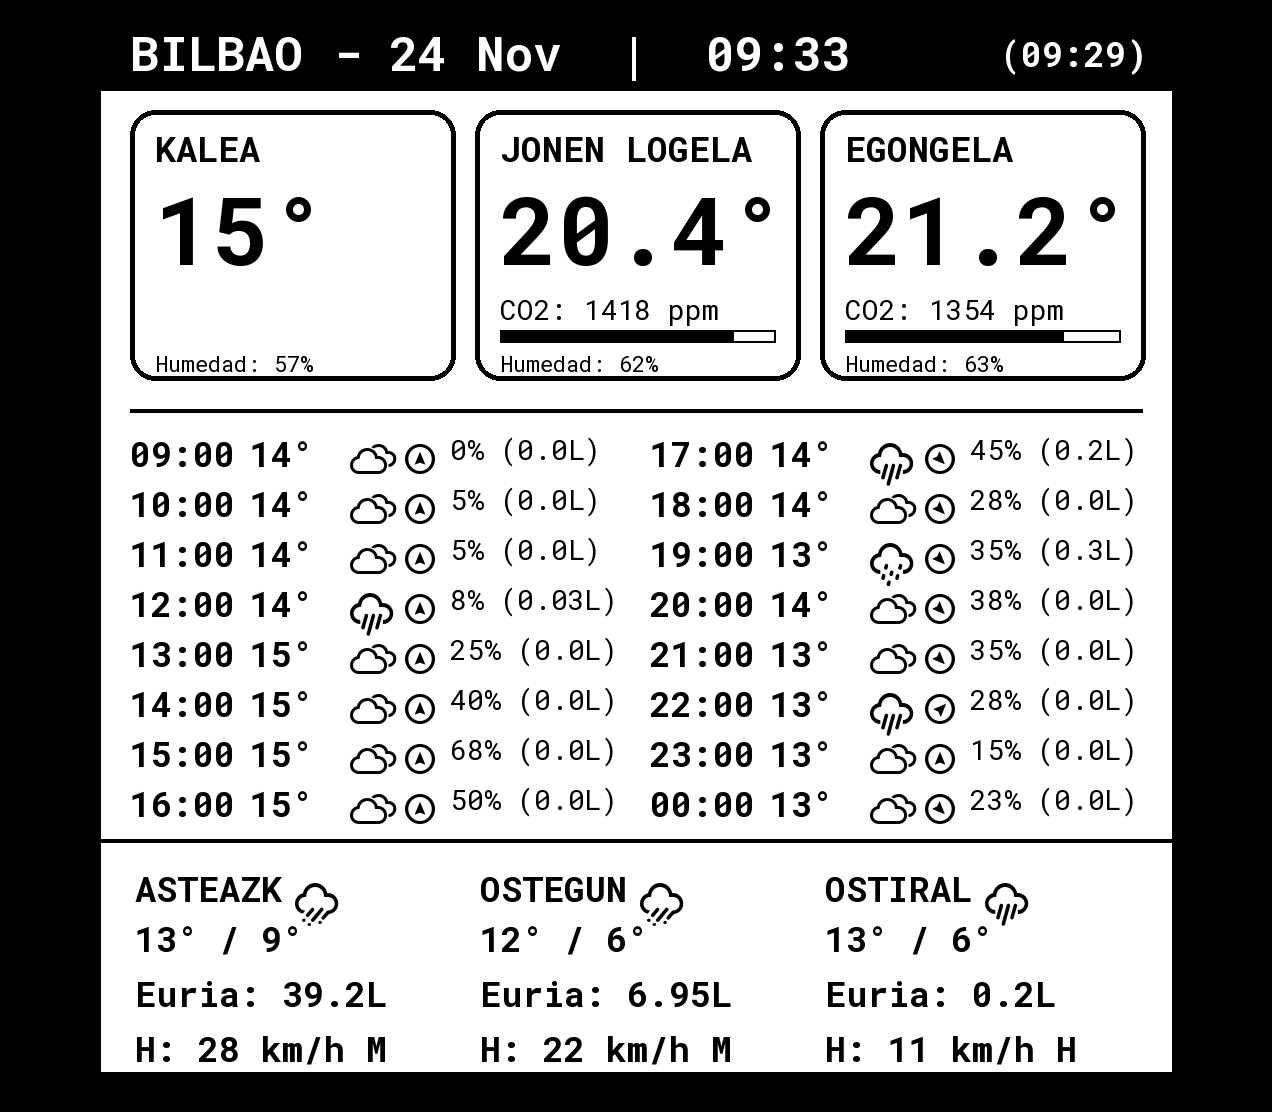 BILBAO - 24 Nov | 09:33 (09:29)
KALEA
15°
Humedad: 57%
JONEN LOGELA
20.4°
CO2: 1418 ppm
Humedad: 62%
EGONGELA
21.2°
CO2: 1354 ppm
Humedad: 63%
09:00 14° 0% (0.0L)
10:00 14° 5% (0.0L)
11:00 14° 5% (0.0L)
12:00 14° 8% (0.03L)
13:00 15° 25% (0.0L)
14:00 15° 40% (0.0L)
15:00 15° 68% (0.0L)
16:00 15° 50% (0.0L)
17:00 14° 45% (0.2L)
18:00 14° 28% (0.0L)
19:00 13° 35% (0.3L)
20:00 14° 38% (0.0L)
21:00 13° 35% (0.0L)
22:00 13° 28% (0.0L)
23:00 13° 15% (0.0L)
00:00 13° 23% (0.0L)
ASTEAZK
13° / 9°
Euria: 39.2L
H: 28 km/h M
OSTEGUN
12° / 6°
Euria: 6.95L
H: 22 km/h M
OSTIRAL
13° / 6°
Euria: 0.2L
H: 11 km/h H